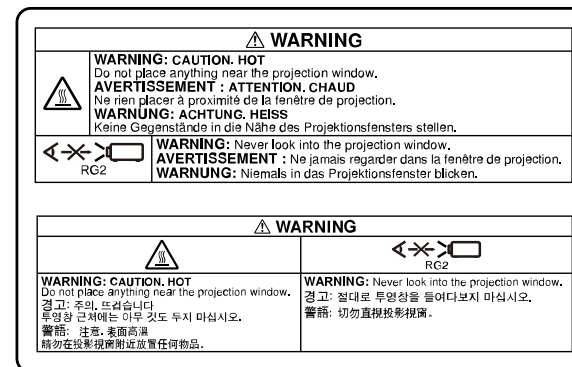 ⚠ WARNING
WARNING: CAUTION. HOT
Do not place anything near the projection window.
AVERTISSEMENT : ATTENTION. CHAUD
Ne rien placer à proximité de la fenêtre de projection.
WARNUNG: ACHTUNG. HEISS
Keine Gegenstände in die Nähe des Projektionsfensters stellen.
RG2
WARNING: Never look into the projection window.
AVERTISSEMENT : Ne jamais regarder dans la fenêtre de projection.
WARNUNG: Niemals in das Projektionsfenster blicken.
⚠ WARNING
WARNING: CAUTION. HOT
Do not place anything near the projection window.
경고: 주의. 뜨겁습니다
투영창 근처에는 아무 것도 두지 마십시오.
警語: 注意. 表面高溫
請勿在投影視窗附近放置任何物品.
RG2
WARNING: Never look into the projection window.
경고: 절대로 투영창을 들여다보지 마십시오.
警語: 切勿直視投影視窗。